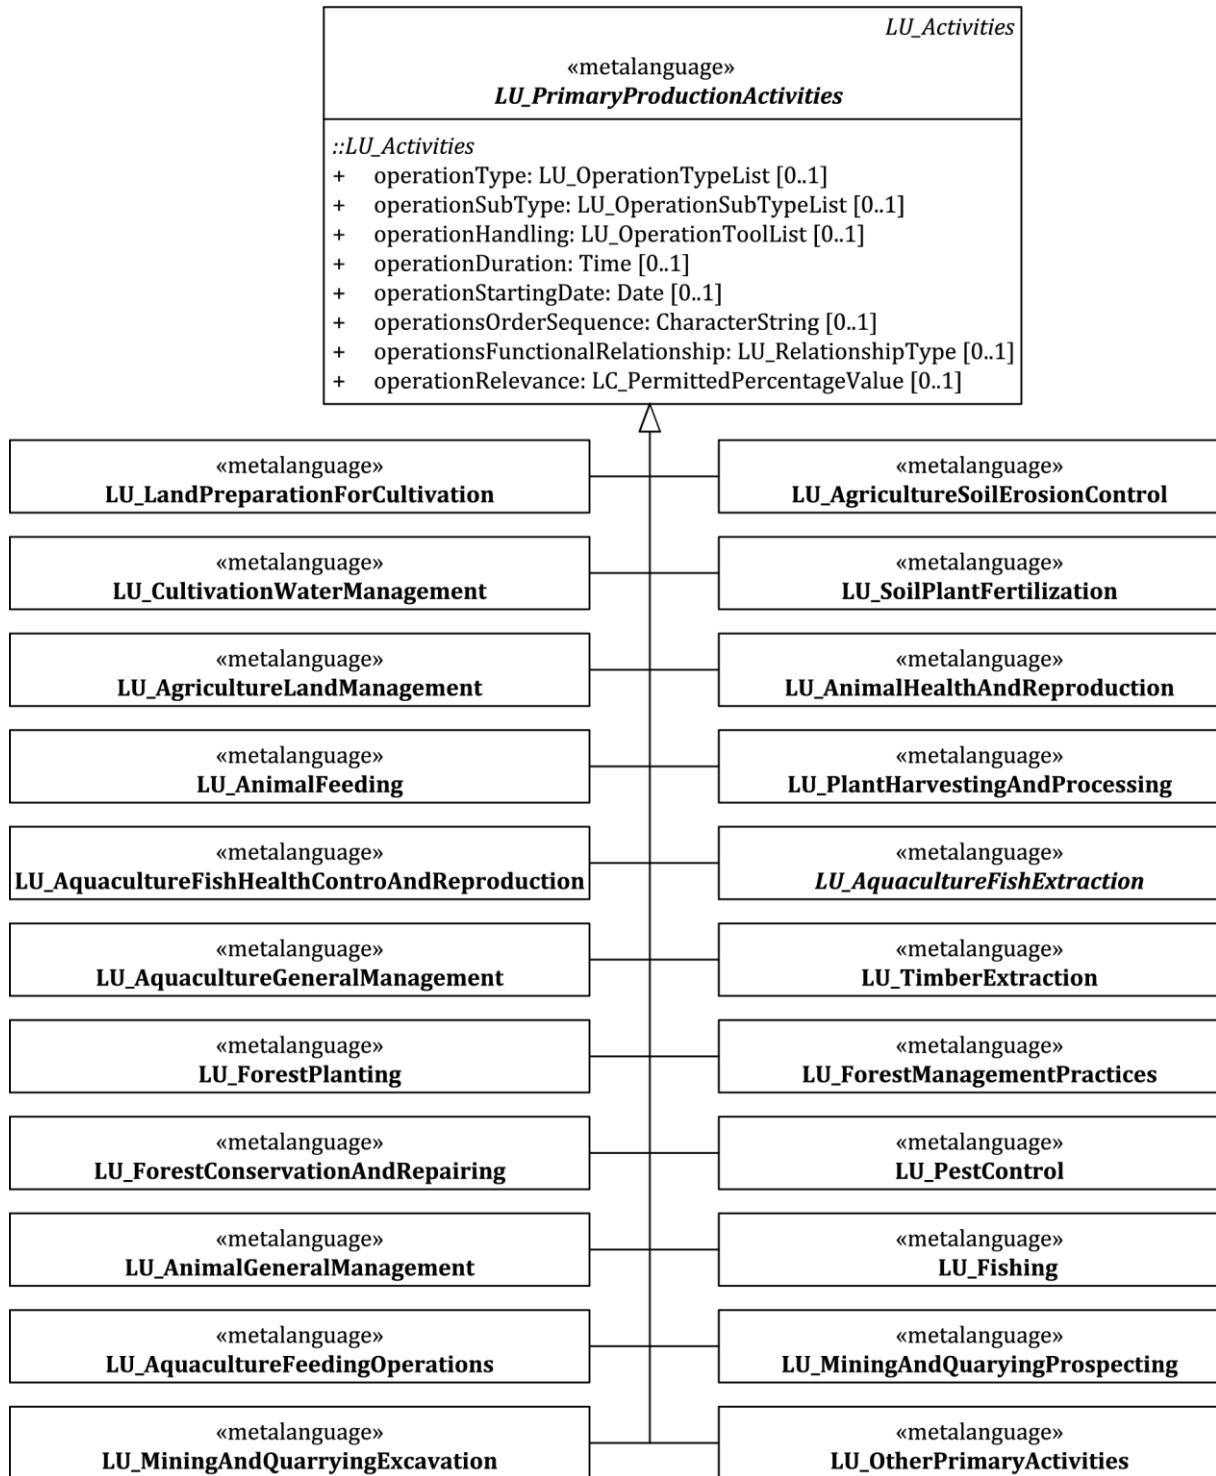 LU_Activities
«metalanguage»
LU_PrimaryProductionActivities
::LU_Activities
+ operationType: LU_OperationTypeList [0..1]
+ operationSubType: LU_OperationSubTypeList [0..1]
+ operationHandling: LU_OperationToolList [0..1]
+ operationDuration: Time [0..1]
+ operationStartingDate: Date [0..1]
+ operationsOrderSequence: CharacterString [0..1]
+ operationsFunctionalRelationship: LU_RelationshipType [0..1]
+ operationRelevance: LC_PermittedPercentageValue [0..1]
«metalanguage»
LU_LandPreparationForCultivation
«metalanguage»
LU_AgricultureSoilErosionControl
«metalanguage»
LU_CultivationWaterManagement
«metalanguage»
LU_SoilPlantFertilization
«metalanguage»
LU_AgricultureLandManagement
«metalanguage»
LU_AnimalHealthAndReproduction
«metalanguage»
LU_AnimalFeeding
«metalanguage»
LU_PlantHarvestingAndProcessing
«metalanguage»
LU_AquacultureFishHealthControAndReproduction
«metalanguage»
LU_AquacultureFishExtraction
«metalanguage»
LU_AquacultureGeneralManagement
«metalanguage»
LU_TimberExtraction
«metalanguage»
LU_ForestPlanting
«metalanguage»
LU_ForestManagementPractices
«metalanguage»
LU_ForestConservationAndRepairing
«metalanguage»
LU_PestControl
«metalanguage»
LU_AnimalGeneralManagement
«metalanguage»
LU_Fishing
«metalanguage»
LU_AquacultureFeedingOperations
«metalanguage»
LU_MiningAndQuaryingProspecting
«metalanguage»
LU_MiningAndQuarryingExcavation
«metalanguage»
LU_OtherPrimaryActivities